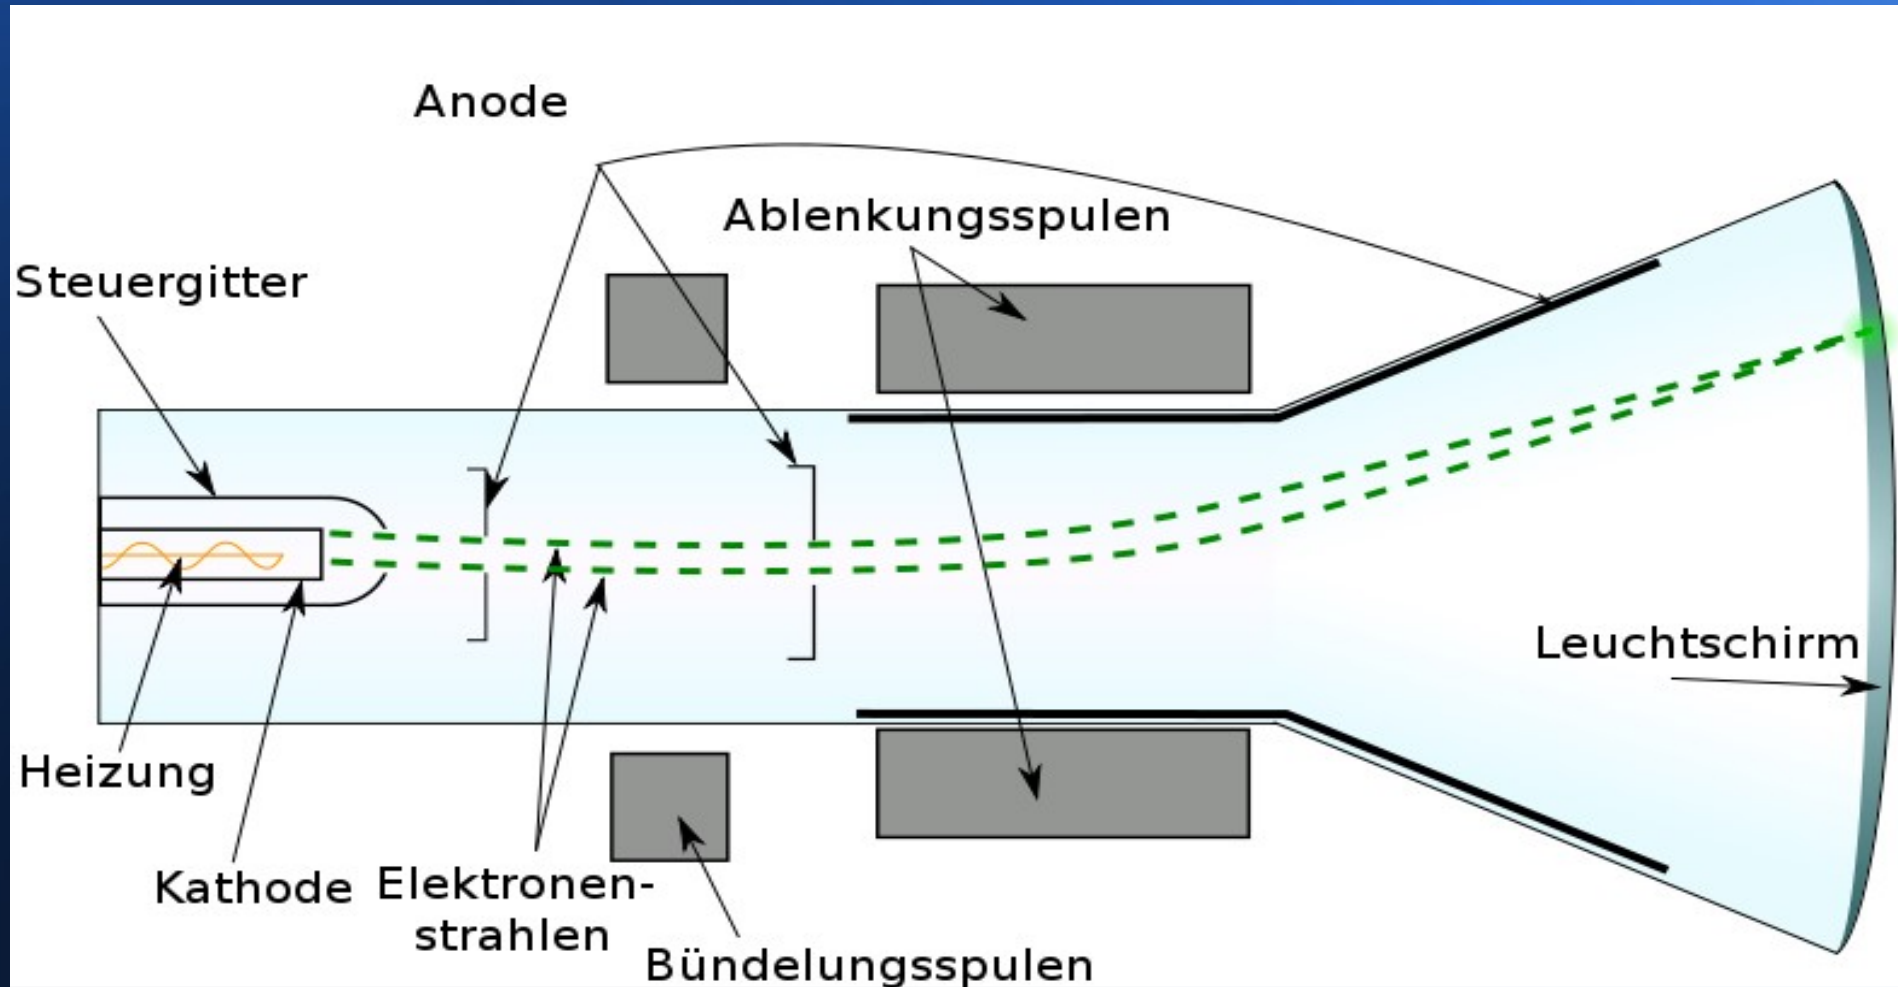 Anode
Ablenkungsspulen
Steuergitter
Leuchtschirm
Heizung
Kathode
Elektronen-
strahlen
Bündelungsspulen